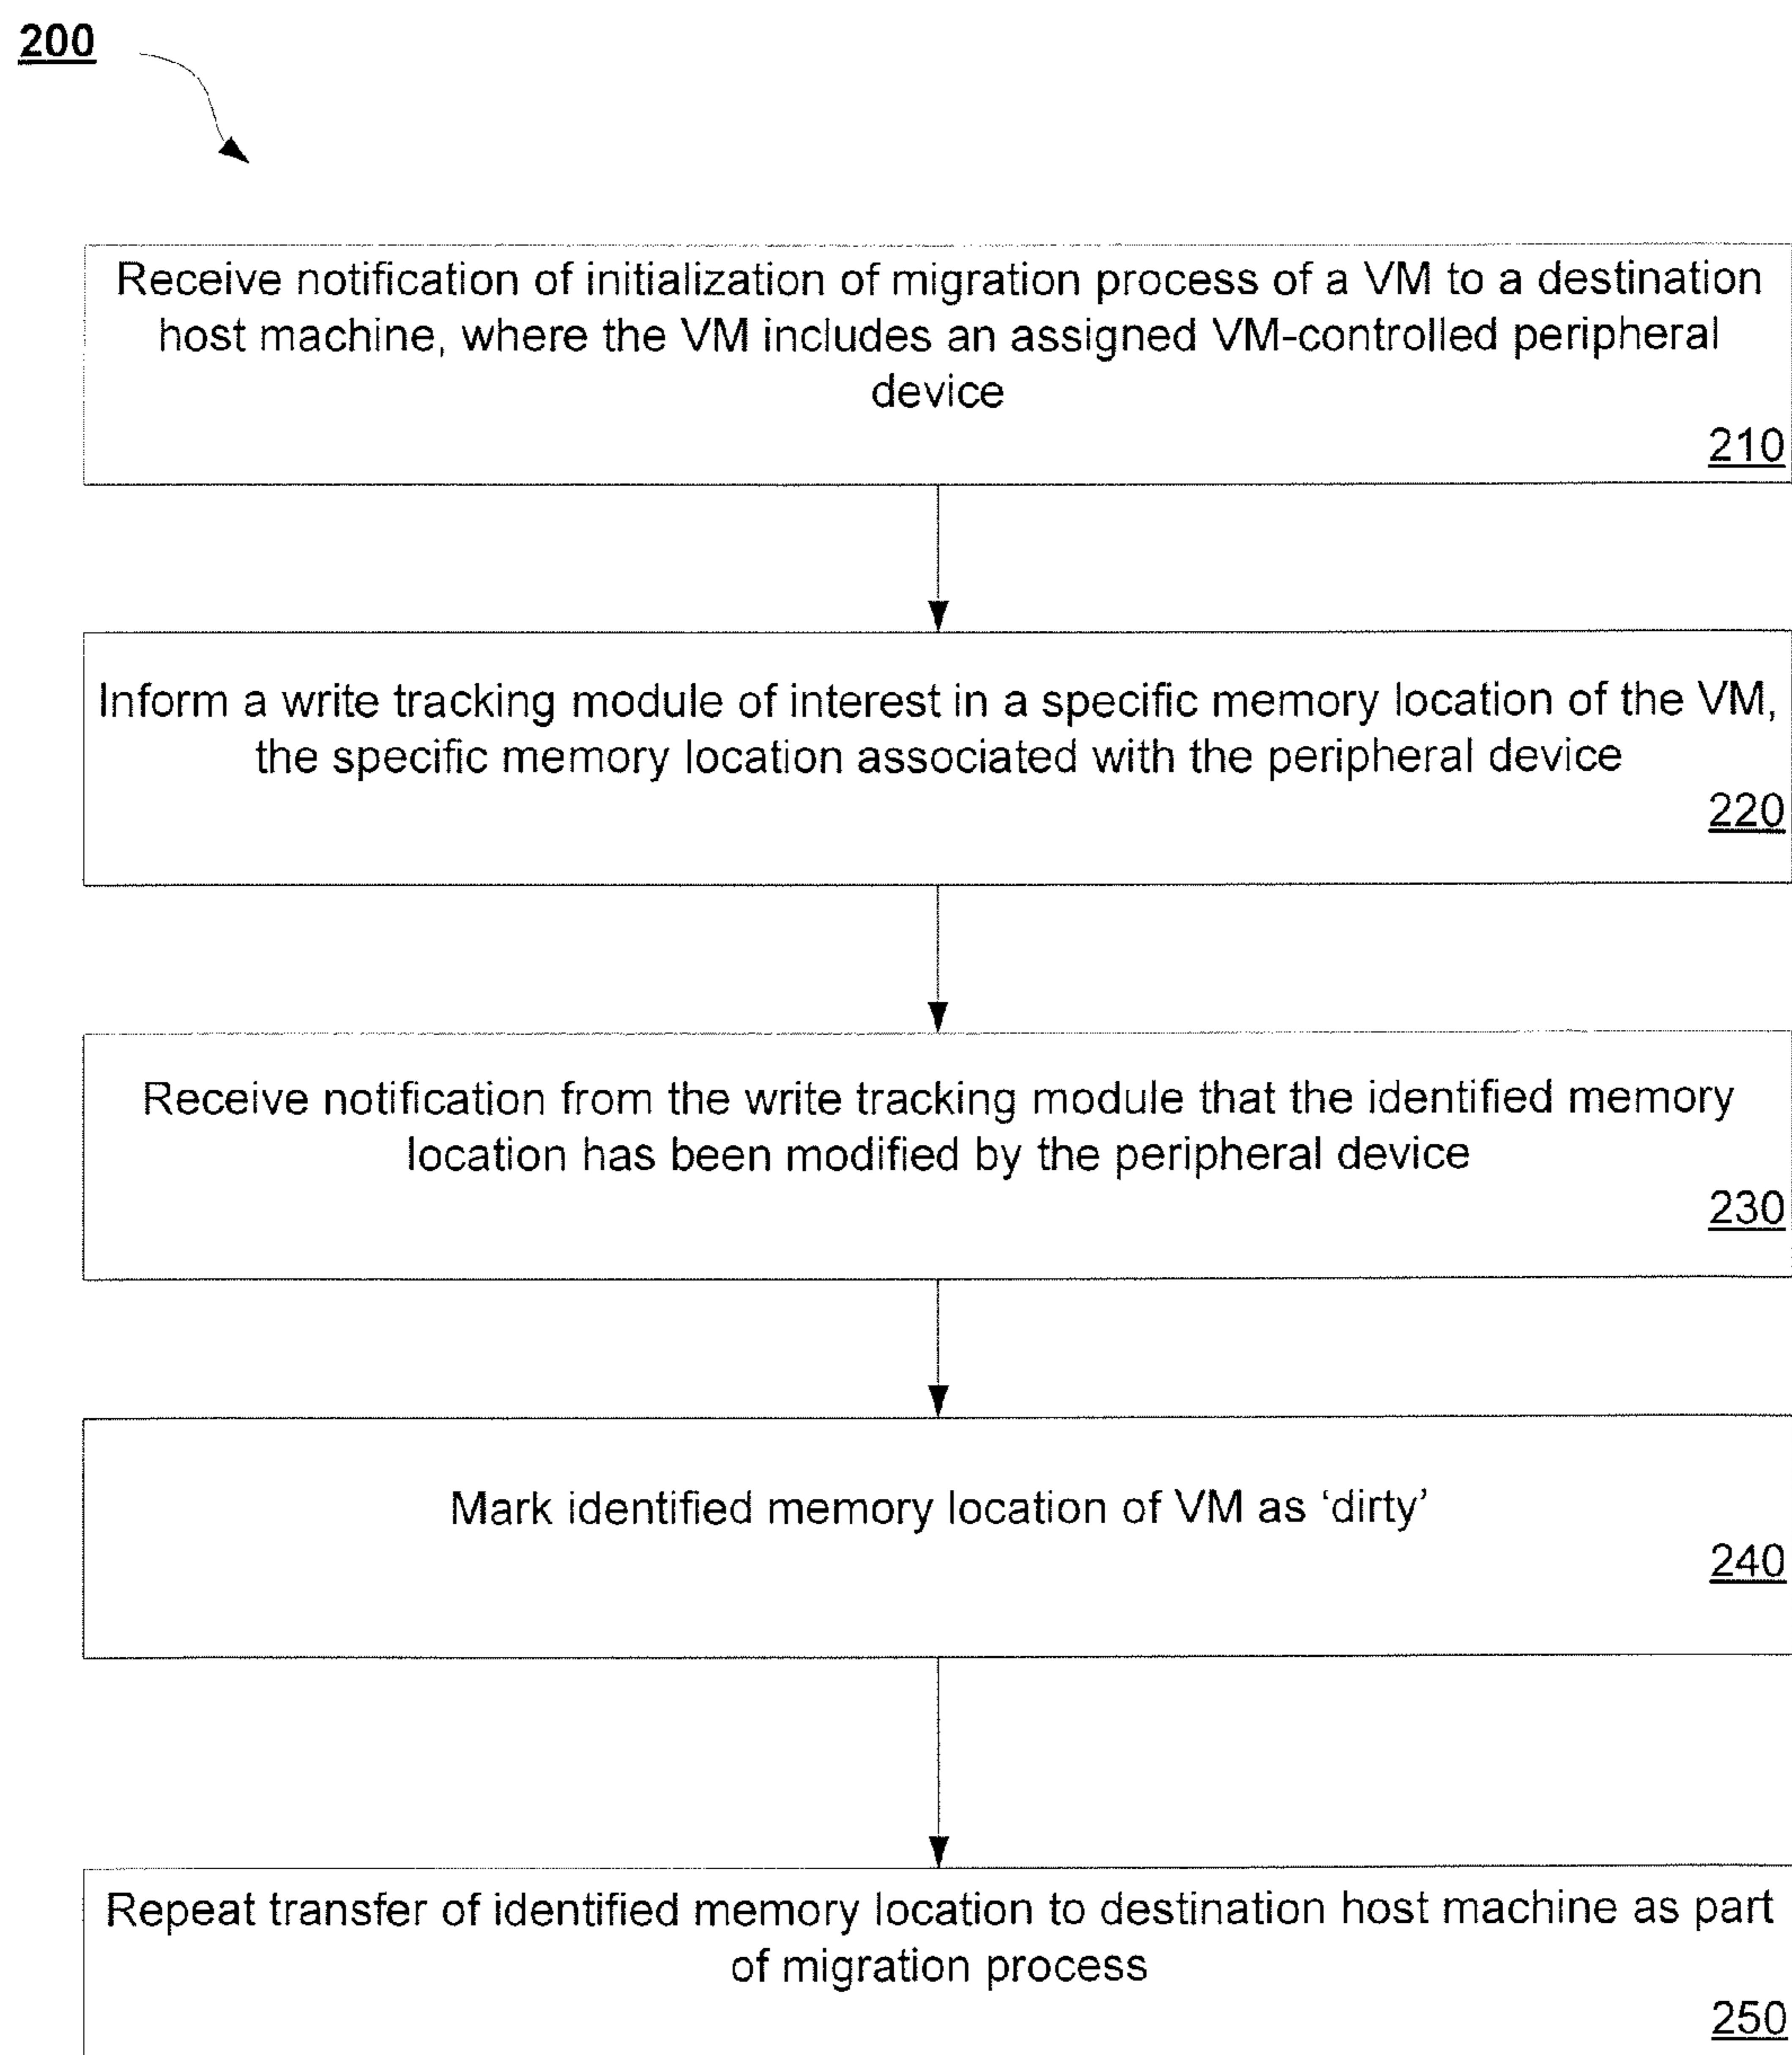 200
Receive notification of initialization of migration process of a VM to a destination
host machine, where the VM includes an assigned VM-controlled peripheral
device
210
Inform a write tracking module of interest in a specific memory location of the VM,
the specific memory location associated with the peripheral device
220
Receive notification from the write tracking module that the identified memory
location has been modified by the peripheral device
230
Mark identified memory location of VM as ‘dirty’
240
Repeat transfer of identified memory location to destination host machine as part
of migration process
250